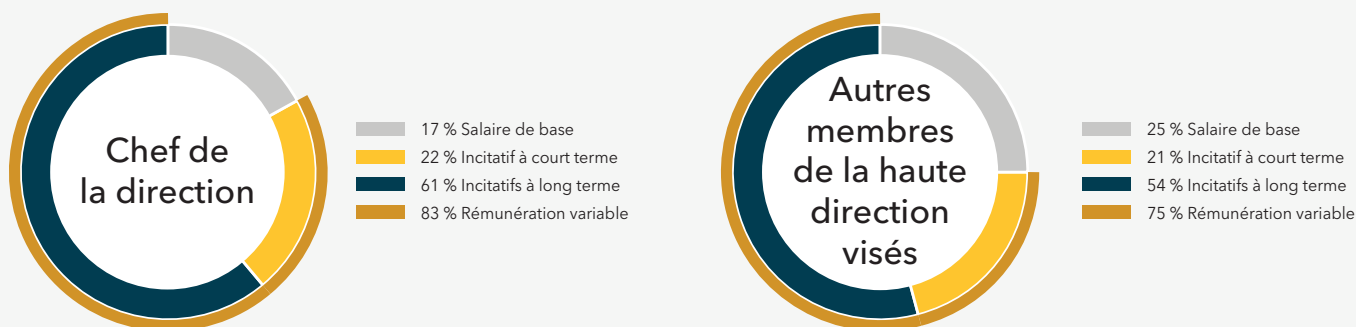 Chef de
la direction
17 % Salaire de base
22 % Incitatif à court terme
61 % Incitatifs à long terme
83 % Rémunération variable
Autres
membres
de la haute
direction
visés
25 % Salaire de base
21 % Incitatif à court terme
54 % Incitatifs à long terme
75 % Rémunération variable